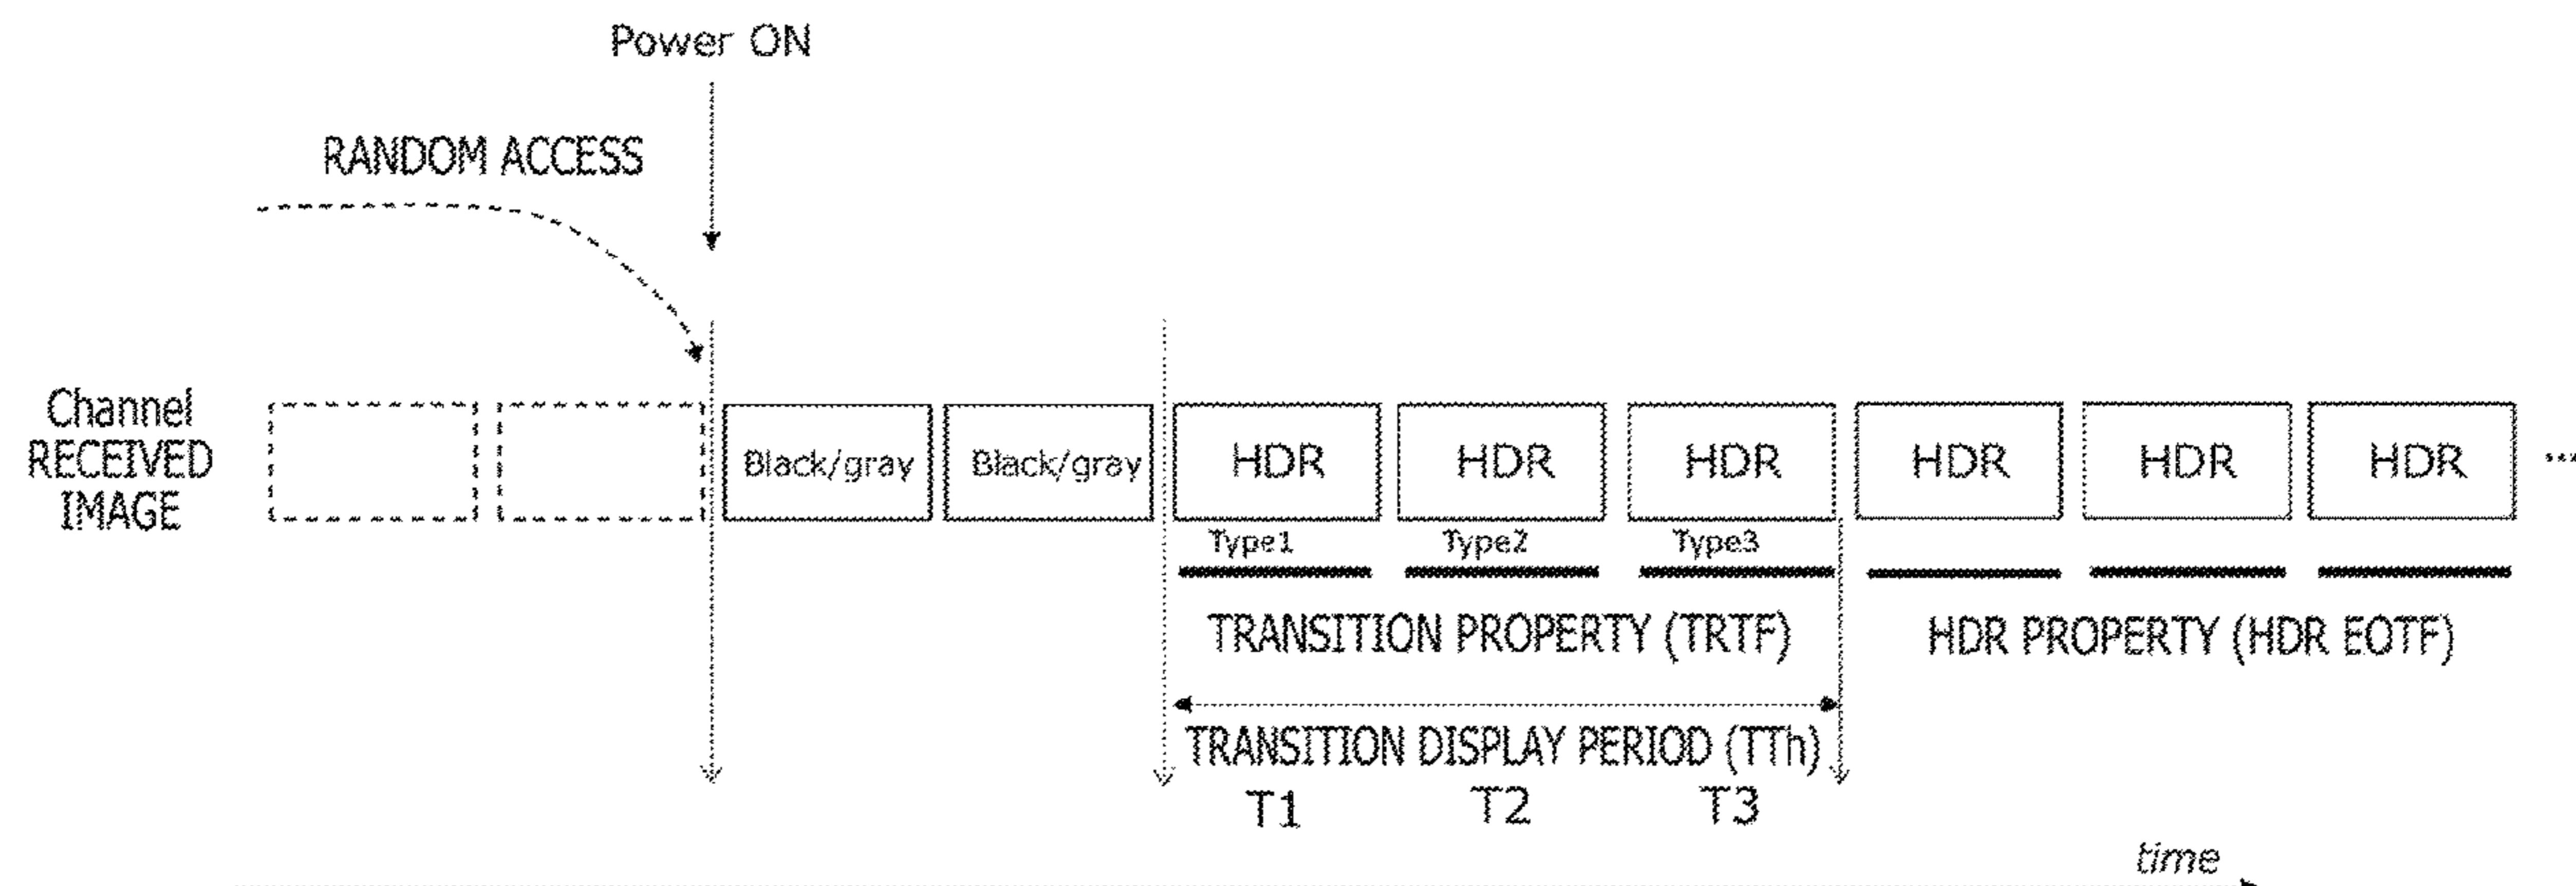 Power ON
RANDOM ACCESS
Channel
RECEIVED
IMAGE
Black/gray Black/gray HDR HDR HDR HDR HDR HDR ...
Type1 Type2 Type3
TRANSITION PROPERTY (TRTF) HDR PROPERTY (HDR EOTF)
TRANSITION DISPLAY PERIOD (TTh)
T1 T2 T3
time